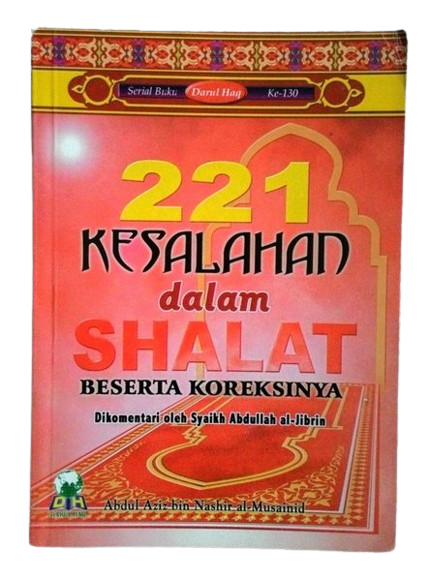 Serial Buku Darul Haq Ke-130
221
KESALAHAN
dalam
SHALAT
BESERTA KOREKSINYA
Dikomentari oleh Syaikh Abdullah al-Jibrin
DH
Abdul Aziz bin Nashir al-Musainid